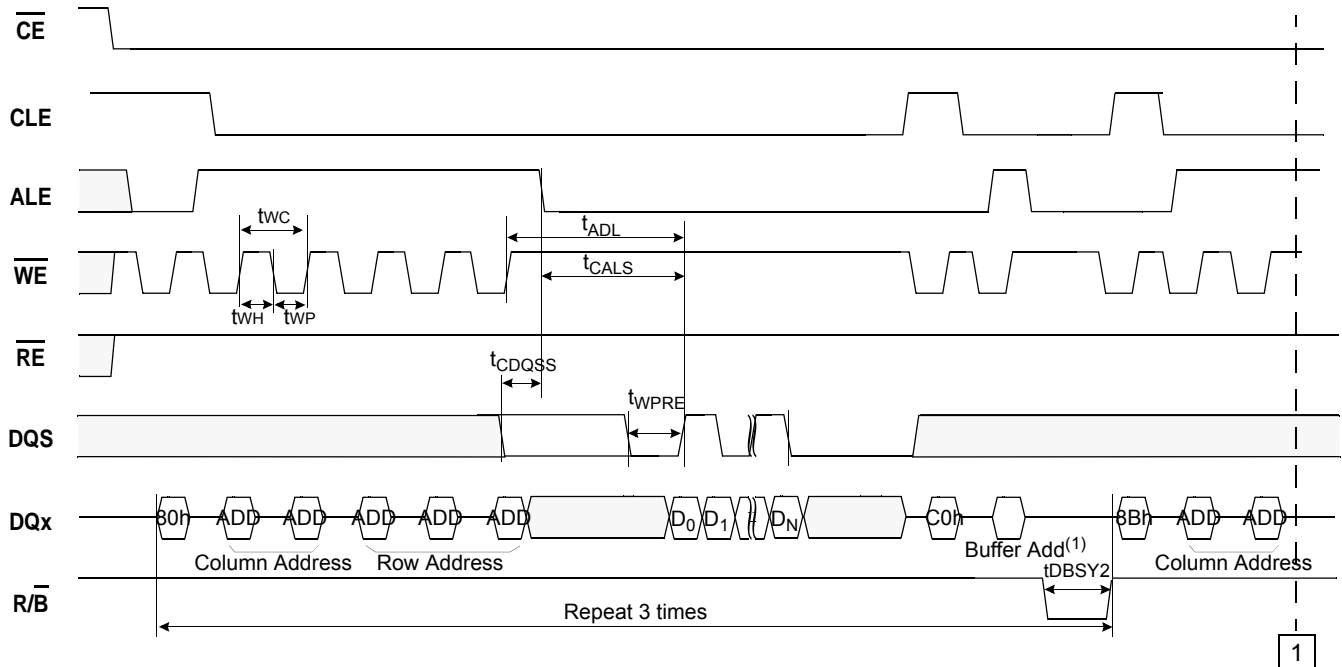 CE
CLE
ALE
tWC
tADL
WE
tCALS
tWH tWP
RE
tCDQSS
tWPRE
DQS
DQx 80h ADD ADD ADD ADD ADD D0 D1 DN C0h 8Bh ADD ADD
Column Address Row Address Buffer Add(1) Column Address
tDBSY2
R/B
Repeat 3 times
1